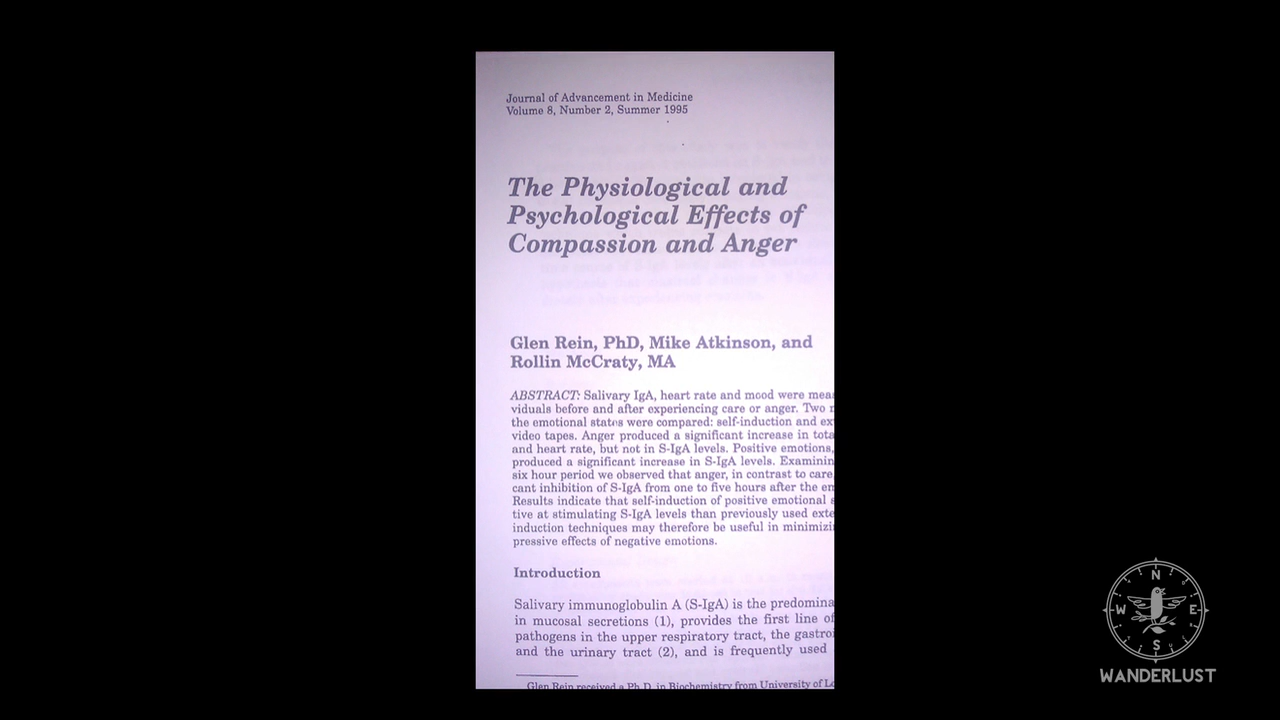 Journal of Advancement in Medicine
Volume 8, Number 2, Summer 1995
The Physiological and
Psychological Effects of
Compassion and Anger
Glen Rein, PhD, Mike Atkinson, and
Rollin McCraty, MA
ABSTRACT: Salivary IgA, heart rate and mood were mea
viduals before and after experiencing care or anger. Two
the emotional states were compared: self-induction and ex
video tapes. Anger produced a significant increase in tota
and heart rate, but not in S-IgA levels. Positive emotions,
produced a significant increase in S-IgA levels. Examinin
six hour period we observed that anger, in contrast to care,
cant inhibition of S-IgA from one to five hours after the em
Results indicate that self-induction of positive emotional
tive at stimulating S-IgA levels than previously used exte
induction techniques may therefore be useful in minimizi
pressive effects of negative emotions.
Introduction
Salivary immunoglobulin A (S-IgA) is the predomina
in mucosal secretions (1), provides the first line of
pathogens in the upper respiratory tract, the gastro
and the urinary tract (2), and is frequently used
Glen Rein received a Ph.D. in Biochemistry from University of Lo
N
W E
S
WANDERLUST